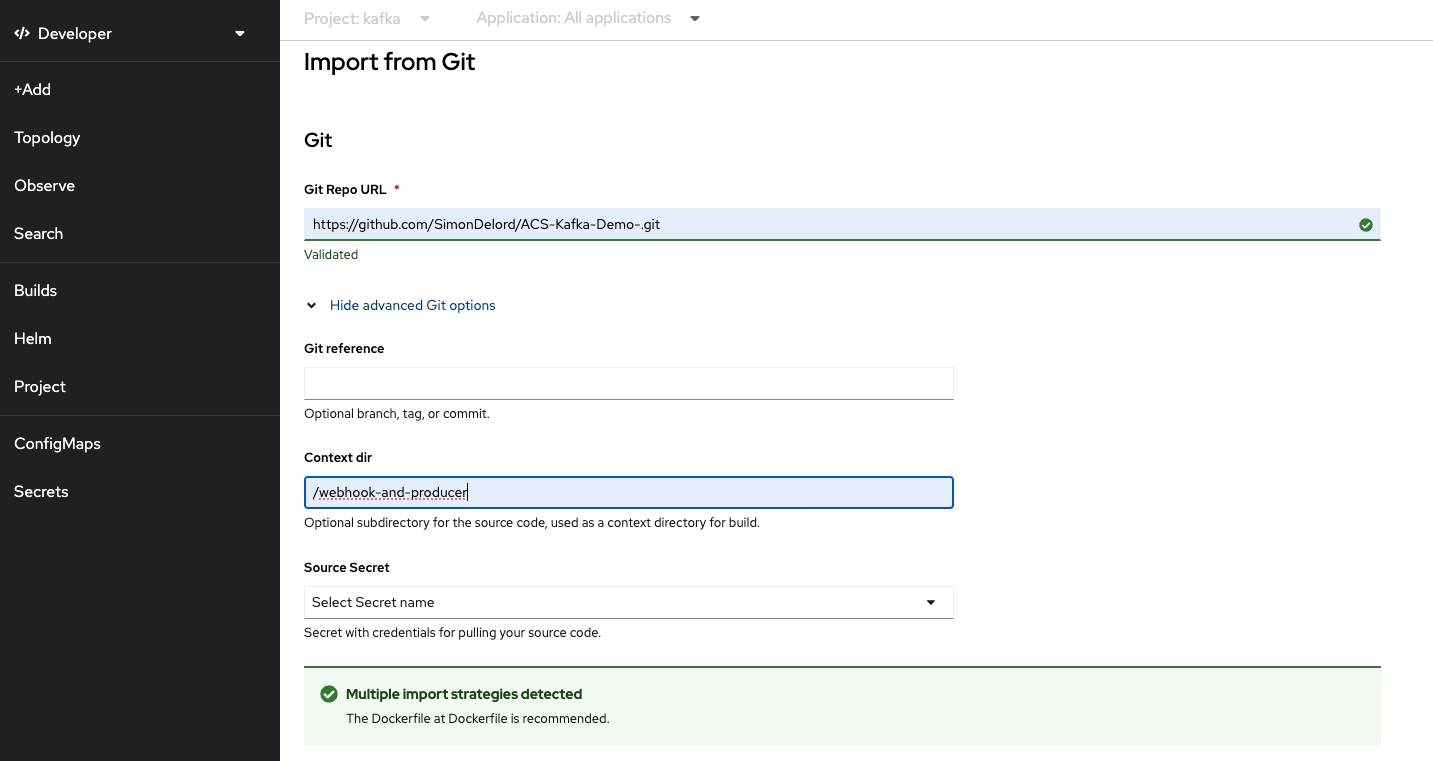 Developer
+Add
Topology
Observe
Search
Builds
Helm
Project
ConfigMaps
Secrets
Project: kafka
Application: All applications
Import from Git
Git
Git Repo URL *
https://github.com/SimonDelord/ACS-Kafka-Demo-.git
Validated
Hide advanced Git options
Git reference
Optional branch, tag, or commit.
Context dir
/webhook-and-producer
Optional subdirectory for the source code, used as a context directory for build.
Source Secret
Select Secret name
Secret with credentials for pulling your source code.
Multiple import strategies detected
The Dockerfile at Dockerfile is recommended.